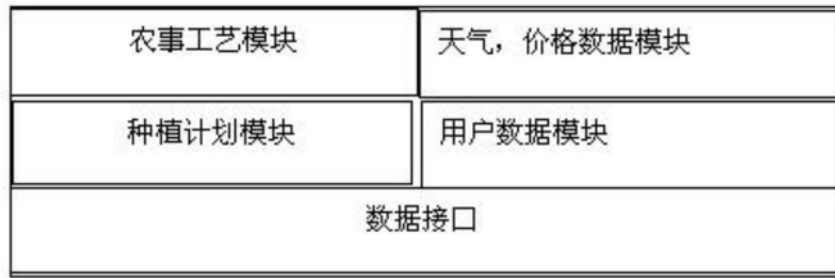 农事工艺模块
天气，价格数据模块
种植计划模块
用户数据模块
数据接口